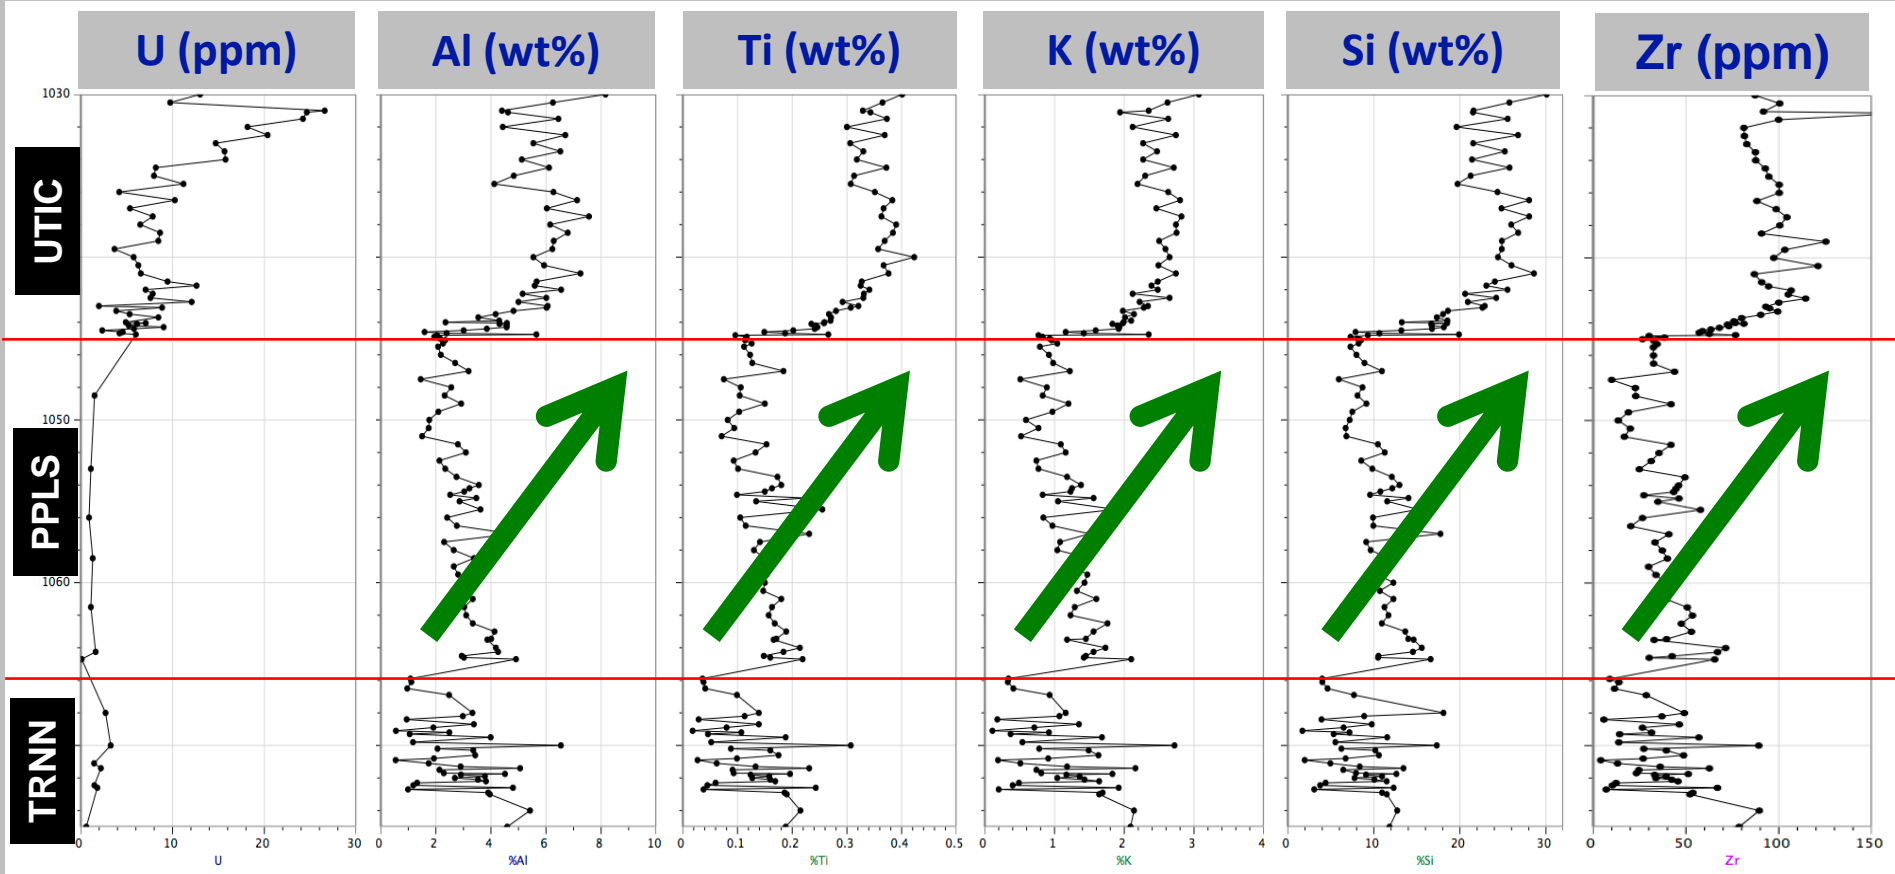 U (ppm) Al (wt%) Ti (wt%) K (wt%) Si (wt%) Zr (ppm)
1030
UTIC
1050
PPLS
1060
TRNN
0 10 20 30 0 2 4 6 8 10 0 0.1 0.2 0.3 0.4 0.5 0 1 2 3 4 0 10 20 30 0 50 100 150
U %Al %Ti %K %Si Zr